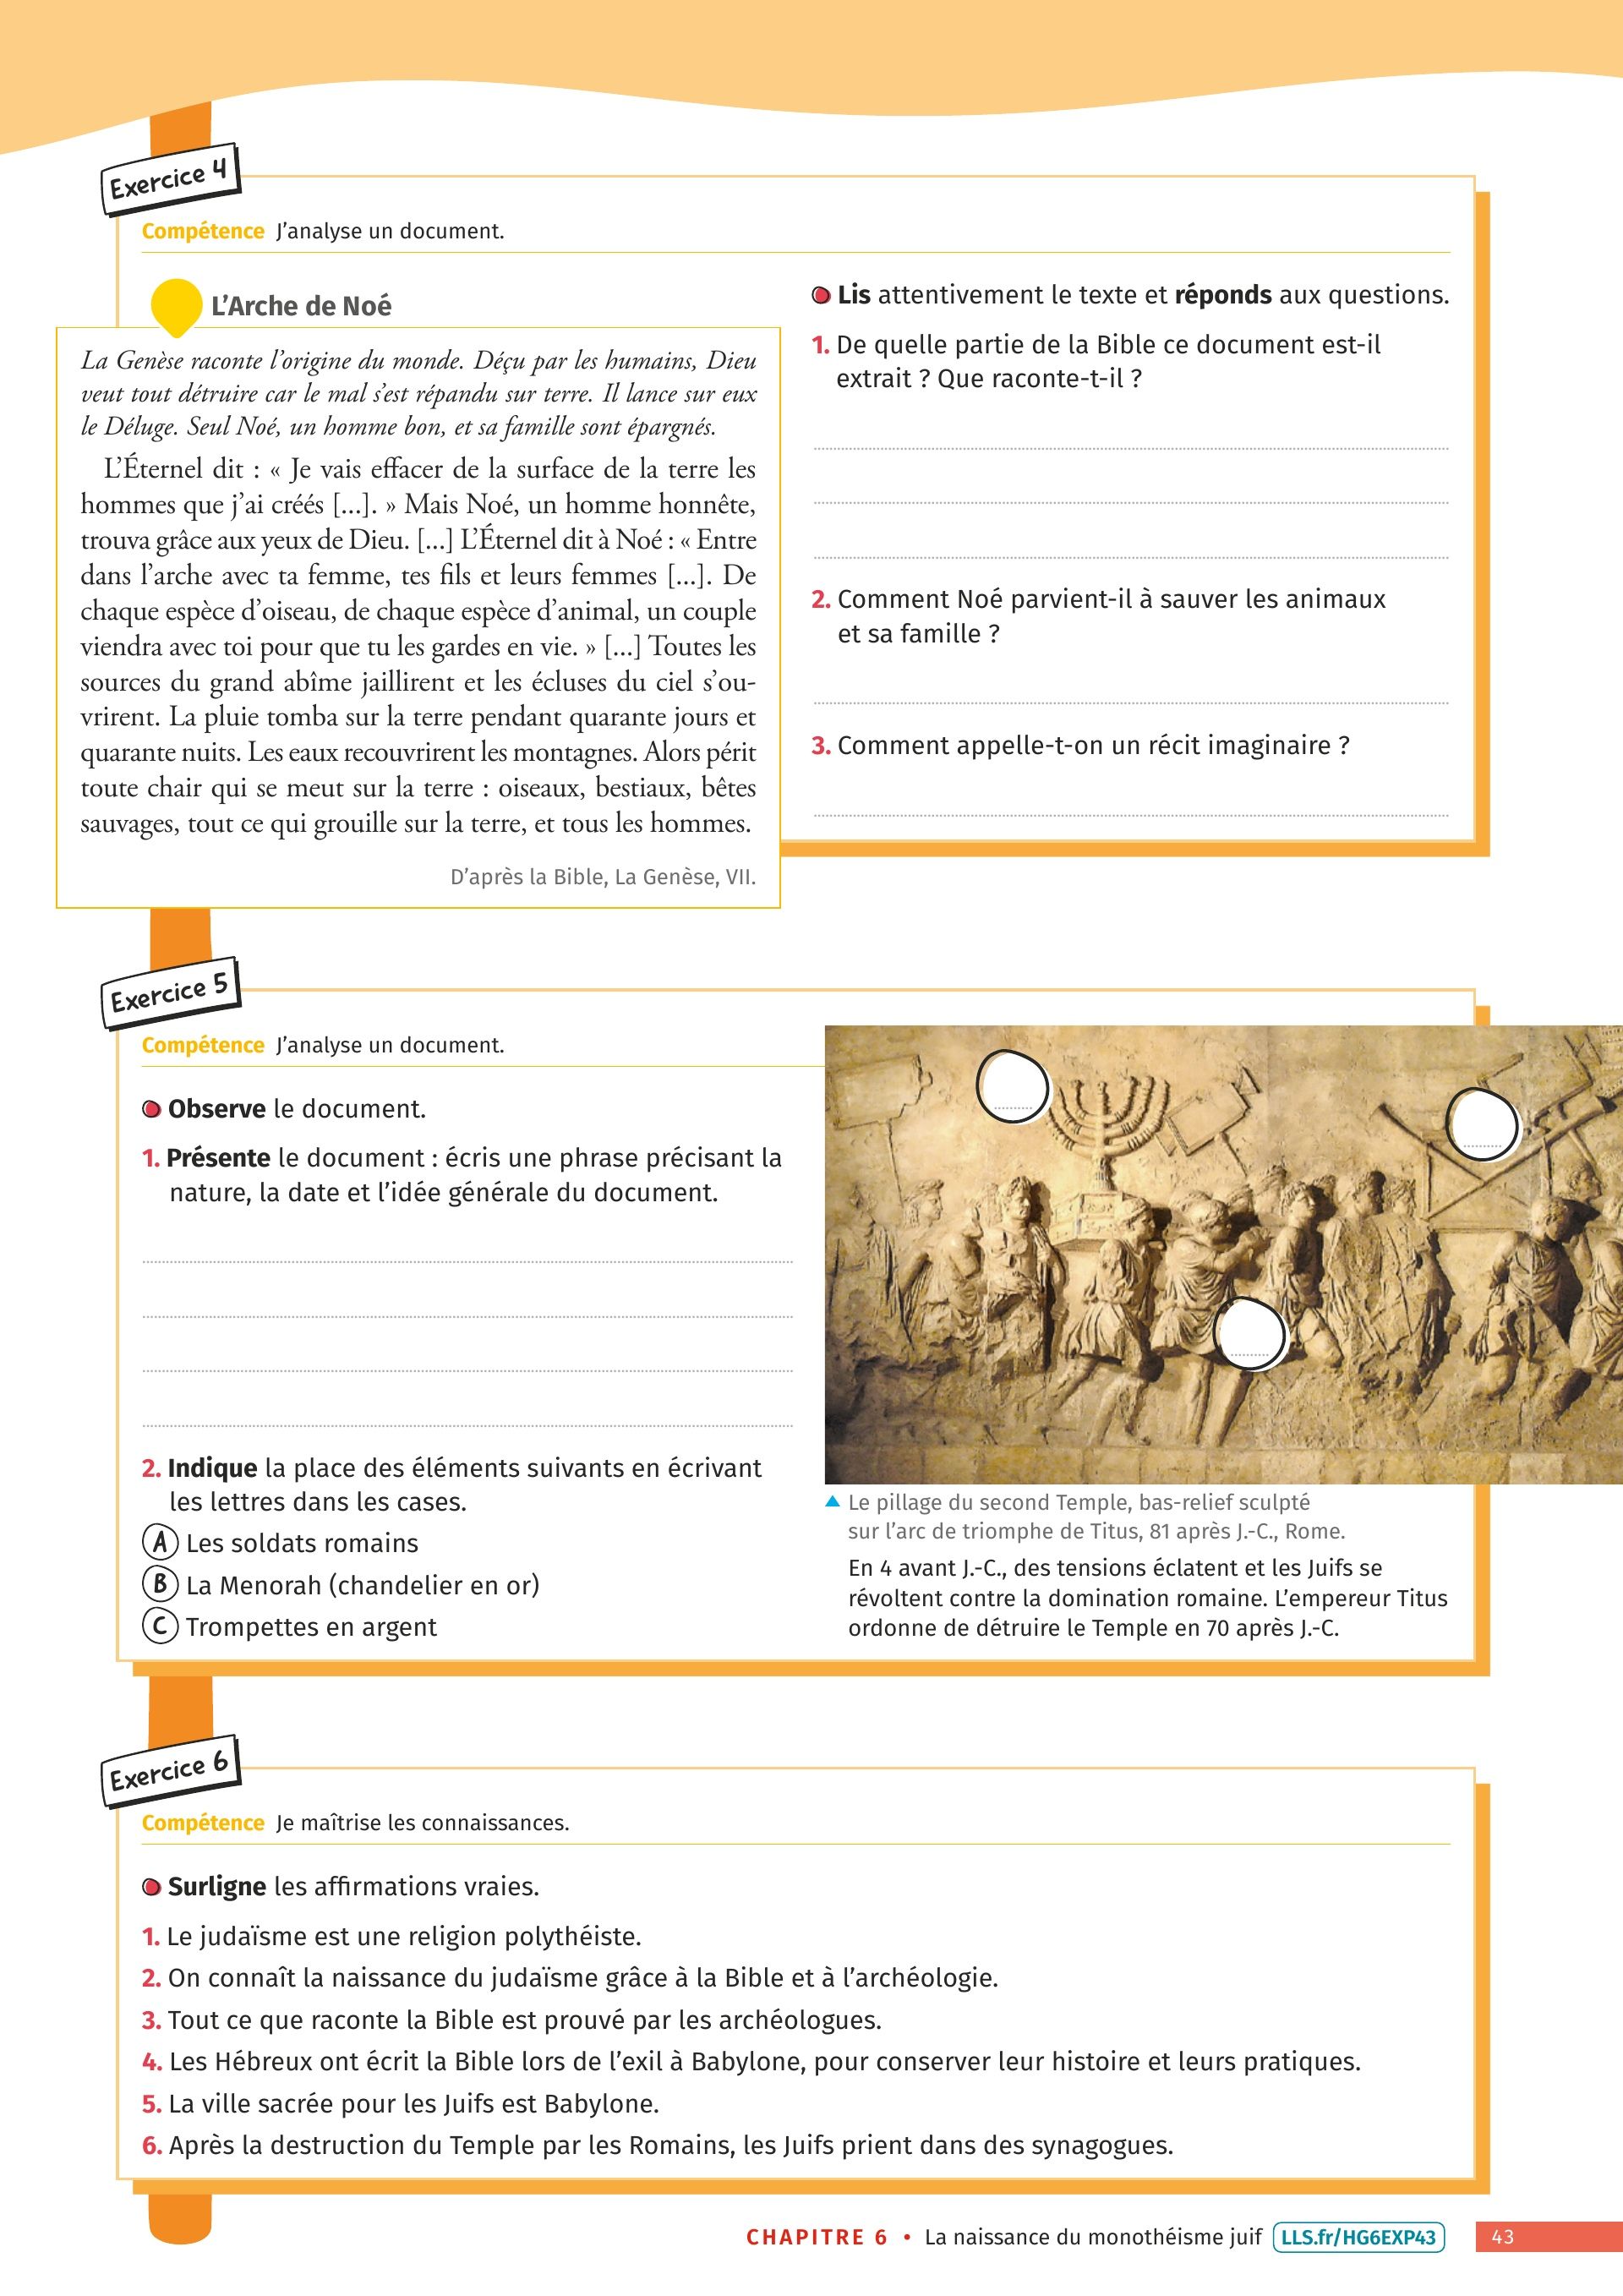 Exercice 4
Compétence J'analyse un document.
L'Arche de Noé
La Genèse raconte l'origine du monde. Déçu par les humains, Dieu
veut tout détruire car le mal s'est répandu sur terre. Il lance sur eux
le Déluge. Seul Noé, un homme bon, et sa famille sont épargnés.
L'Éternel dit : « Je vais effacer de la surface de la terre les
hommes que j'ai créés [...]. » Mais Noé, un homme honnête,
trouva grâce aux yeux de Dieu. [...] L'Éternel dit à Noé : « Entre
dans l'arche avec ta femme, tes fils et leurs femmes [...]. De
chaque espèce d'oiseau, de chaque espèce d'animal, un couple
viendra avec toi pour que tu les gardes en vie. » [...] Toutes les
sources du grand abîme jaillirent et les écluses du ciel s'ou-
vrirent. La pluie tomba sur la terre pendant quarante jours et
quarante nuits. Les eaux recouvrirent les montagnes. Alors périt
toute chair qui se meut sur la terre : oiseaux, bestiaux, bêtes
sauvages, tout ce qui grouille sur la terre, et tous les hommes.
D'après la Bible, La Genèse, VII.
Lis attentivement le texte et réponds aux questions.
1. De quelle partie de la Bible ce document est-il
extrait ? Que raconte-t-il ?
2. Comment Noé parvient-il à sauver les animaux
et sa famille ?
3. Comment appelle-t-on un récit imaginaire ?
Exercice 5
Compétence J'analyse un document.
Observe le document.
1. Présente le document : écris une phrase précisant la
nature, la date et l'idée générale du document.
2. Indique la place des éléments suivants en écrivant
les lettres dans les cases.
A Les soldats romains
B La Menorah (chandelier en or)
C Trompettes en argent
Le pillage du second Temple, bas-relief sculpté
sur l'arc de triomphe de Titus, 81 après J.-C., Rome.
En 4 avant J.-C., des tensions éclatent et les Juifs se
révoltent contre la domination romaine. L'empereur Titus
ordonne de détruire le Temple en 70 après J.-C.
Exercice 6
Compétence Je maîtrise les connaissances.
Surligne les affirmations vraies.
1. Le judaïsme est une religion polythéiste.
2. On connaît la naissance du judaïsme grâce à la Bible et à l'archéologie.
3. Tout ce que raconte la Bible est prouvé par les archéologues.
4. Les Hébreux ont écrit la Bible lors de l'exil à Babylone, pour conserver leur histoire et leurs pratiques.
5. La ville sacrée pour les Juifs est Babylone.
6. Après la destruction du Temple par les Romains, les Juifs prient dans des synagogues.
CHAPITRE 6 • La naissance du monothéisme juif LLS.fr/HG6EXP43 43